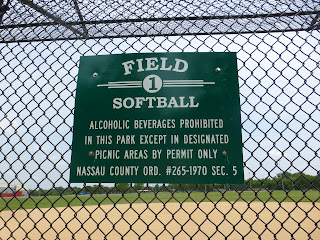 FIELD
1
SOFTBALL
ALCOHOLIC BEVERAGES PROHIBITED
IN THIS PARK EXCEPT IN DESIGNATED
PICNIC AREAS BY PERMIT ONLY
NASSAU COUNTY ORD. #265-1970 SEC. 5